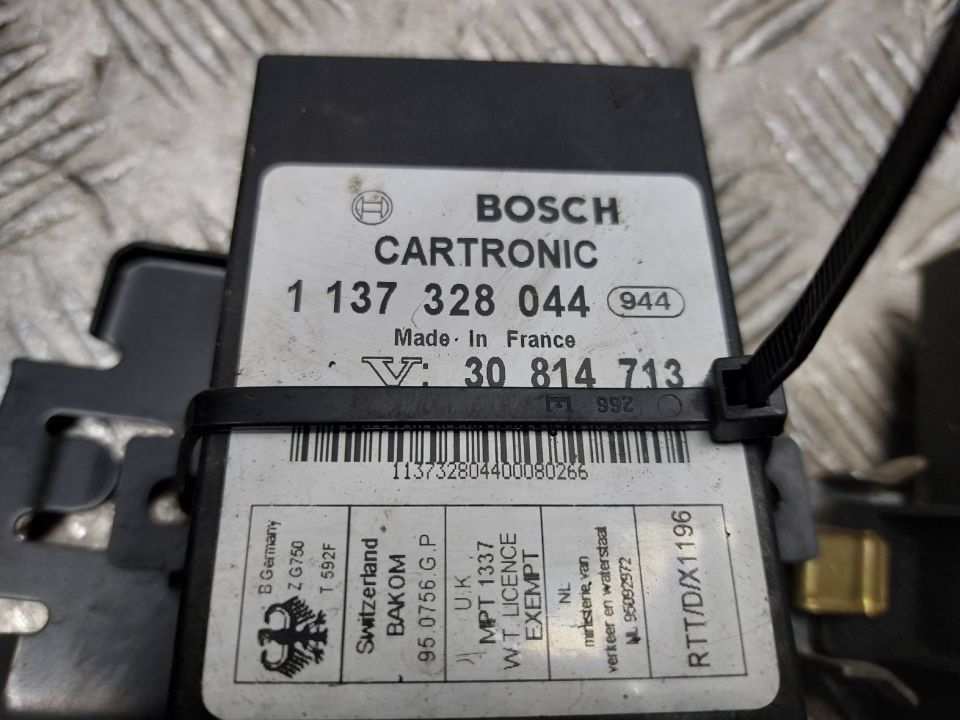 BOSCH
CARTRONIC
1 137 328 044 944
Made in France
V: 30 814 713
266
11373280440080266
B Germany
Z G750
T 592F
Switzerland
BAKOM
95.0756.G.P
U.K
MPT 1337
W.T. LICENCE
EXEMPT
NL
ministerie van
verkeer en waterstaat
NL 95092972
RTT/D/X1196